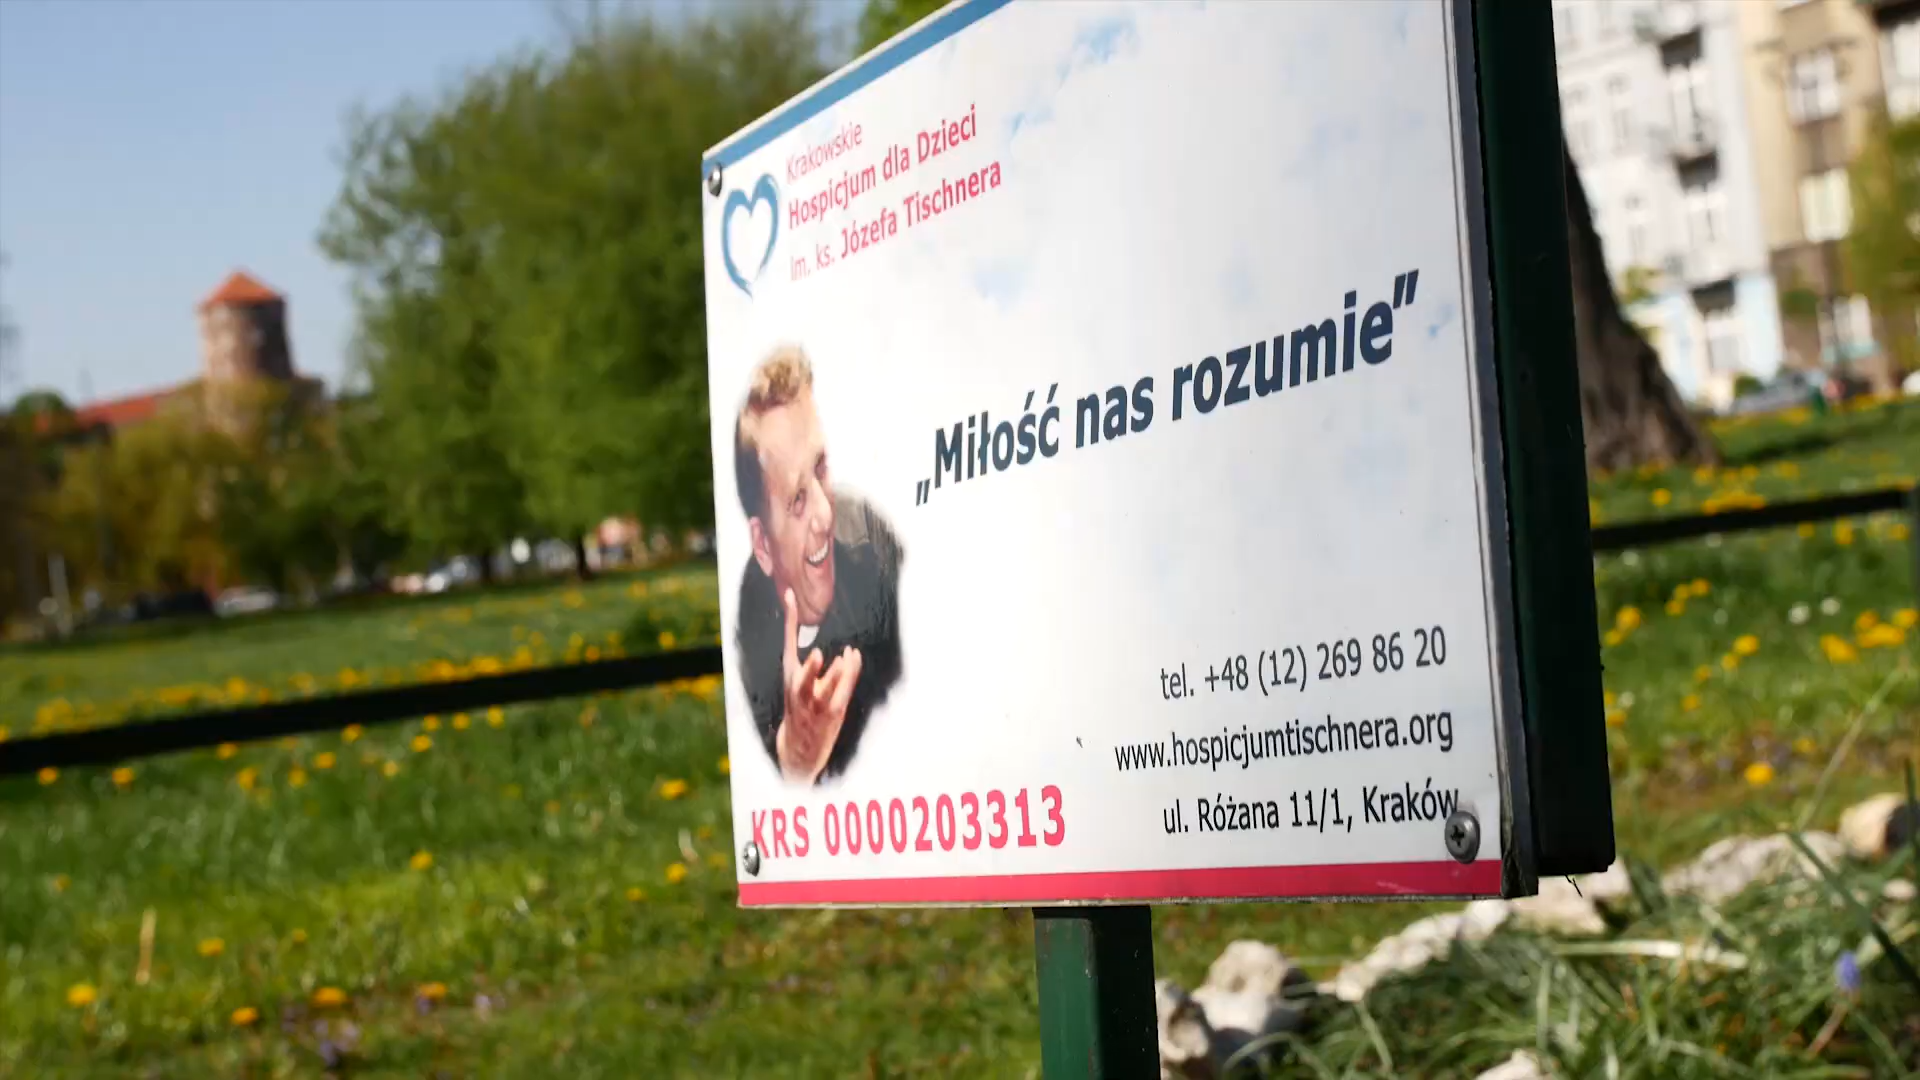 Krakowskie
Hospicjum dla Dzieci
im. ks. Józefa Tischnera
„Miłość nas rozumie”
tel. +48 (12) 269 86 20
www.hospicjumtischnera.org
ul. Różana 11/1, Kraków
KRS 0000203313